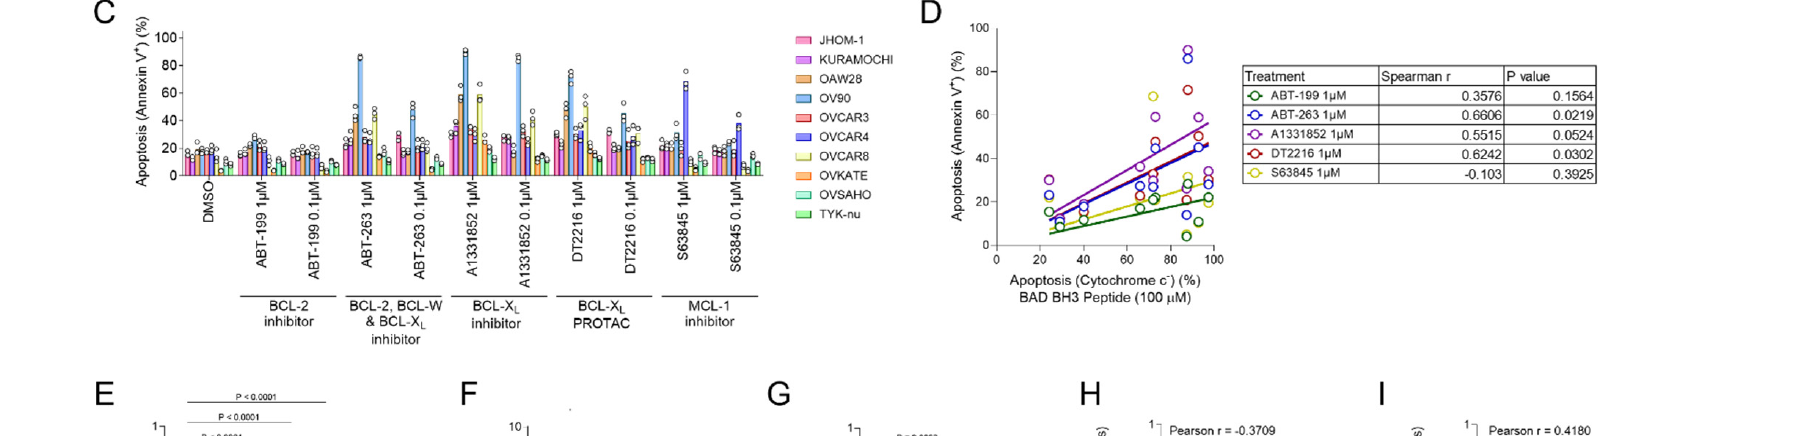 C
Apoptosis (Annexin V⁺) (%)
100
80
60
40
20
0
DMSO
ABT-199 1µM
ABT-199 0.1µM
ABT-263 1µM
ABT-263 0.1µM
A1331852 1µM
A1331852 0.1µM
DT2216 1µM
DT2216 0.1µM
S63845 1µM
S63845 0.1µM
BCL-2
inhibitor
BCL-2, BCL-W
& BCL-X_L
inhibitor
BCL-X_L
inhibitor
BCL-X_L
PROTAC
MCL-1
inhibitor
JHOM-1
KURAMOCHI
OAW28
OV90
OVCAR3
OVCAR4
OVCAR8
OVKATE
OVSAHO
TYK-nu
D
Apoptosis (Annexin V⁺) (%)
100
80
60
40
20
0
0 20 40 60 80 100
Apoptosis (Cytochrome c⁻) (%)
BAD BH3 Peptide (100 µM)
Treatment Spearman r P value
ABT-199 1µM 0.3576 0.1564
ABT-263 1µM 0.6606 0.0219
A1331852 1µM 0.5515 0.0524
DT2216 1µM 0.6242 0.0302
S63845 1µM -0.103 0.3925
E
P < 0.0001
P < 0.0001
1
F
10
G
1
H
1
Pearson r = -0.3709
I
1
Pearson r = 0.4180